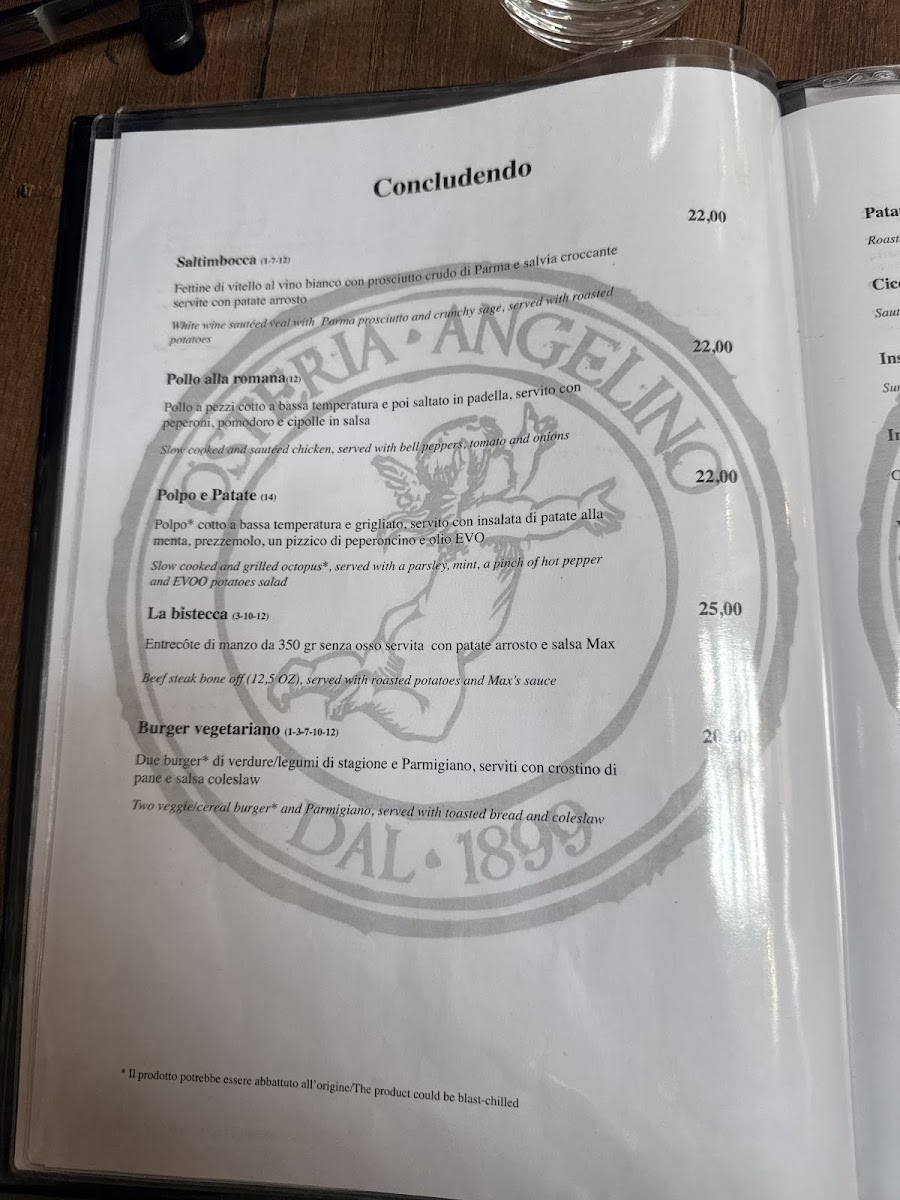 Concludendo
22,00
Saltimbocca (1-7-12)
Fettine di vitello al vino bianco con prosciutto crudo di Parma e salvia croccante
servite con patate arrosto
White wine sautéed veal with Parma prosciutto and crunchy sage, served with roasted
potatoes
22,00
Pollo alla romana(12)
Pollo a pezzi cotto a bassa temperatura e poi saltato in padella, servito con
peperoni, pomodoro e cipolle in salsa
Slow cooked and sautéed chicken, served with bell peppers, tomato and onions
22,00
Polpo e Patate (14)
Polpo* cotto a bassa temperatura e grigliato, servito con insalata di patate alla
menta, prezzemolo, un pizzico di peperoncino e olio EVO
Slow cooked and grilled octopus*, served with a parsley, mint, a pinch of hot pepper
and EVOO potatoes salad
La bistecca (3-10-12)
25,00
Entrecôte di manzo da 350 gr senza osso servita con patate arrosto e salsa Max
Beef steak bone off (12,5 OZ), served with roasted potatoes and Max's sauce
Burger vegetariano (1-3-7-10-12)
Due burger* di verdure/legumi di stagione e Parmigiano, serviti con crostino di
pane e salsa coleslaw
Two veggie/cereal burger* and Parmigiano, served with toasted bread and coleslaw
* Il prodotto potrebbe essere abbattuto all'origine/The product could be blast-chilled
OSTERIA · ANGELINO
DAL · 1899
Pata
Roast
Cic
Saut
Ins
Sur